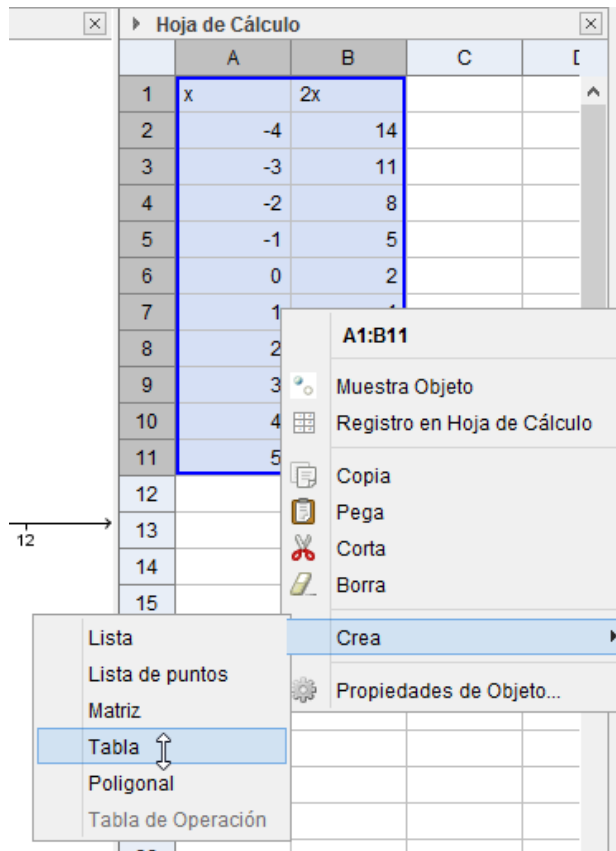 Hoja de Cálculo
A B C
1 x 2x
2 -4 14
3 -3 11
4 -2 8
5 -1 5
6 0 2
7 1
8 2
9 3
10 4
11 5
12
13
14
15
12
A1:B11
Muestra Objeto
Registro en Hoja de Cálculo
Copia
Pega
Corta
Borra
Crea
Propiedades de Objeto...
Lista
Lista de puntos
Matriz
Tabla
Poligonal
Tabla de Operación